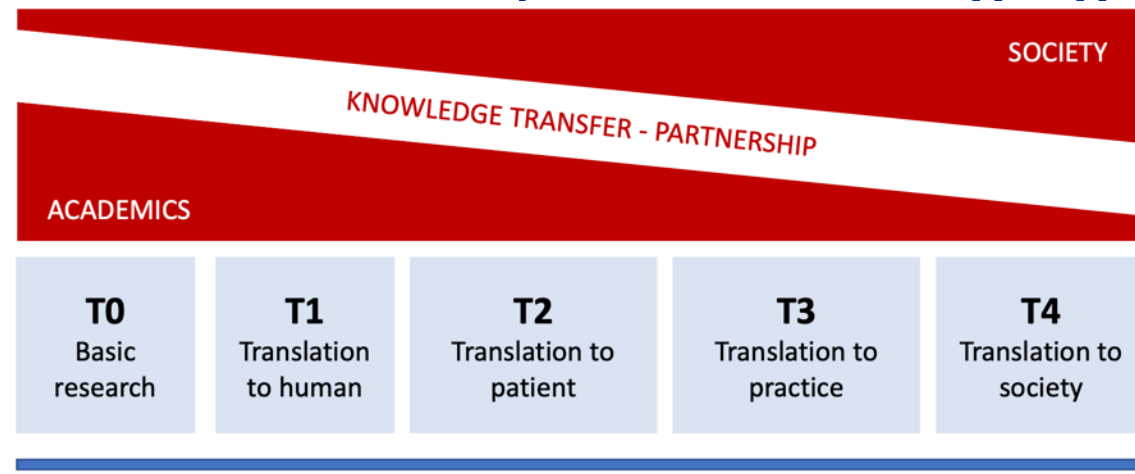 SOCIETY
KNOWLEDGE TRANSFER - PARTNERSHIP
ACADEMICS
T0
Basic
research
T1
Translation
to human
T2
Translation to
patient
T3
Translation to
practice
T4
Translation to
society